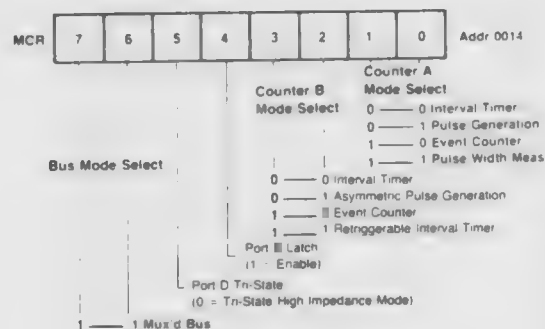 MCR 7 6 5 4 3 2 1 0 Addr 0014
Counter A
Mode Select
0 0 Interval Timer
0 1 Pulse Generation
1 0 Event Counter
1 1 Pulse Width Meas
Counter B
Mode Select
0 0 Interval Timer
0 1 Asymmetric Pulse Generation
1 Event Counter
1 1 Retriggerable Interval Timer
Bus Mode Select
Port Latch
(1 = Enable)
Port D Tri-State
(0 = Tri-State High Impedance Mode)
1 1 Mux'd Bus